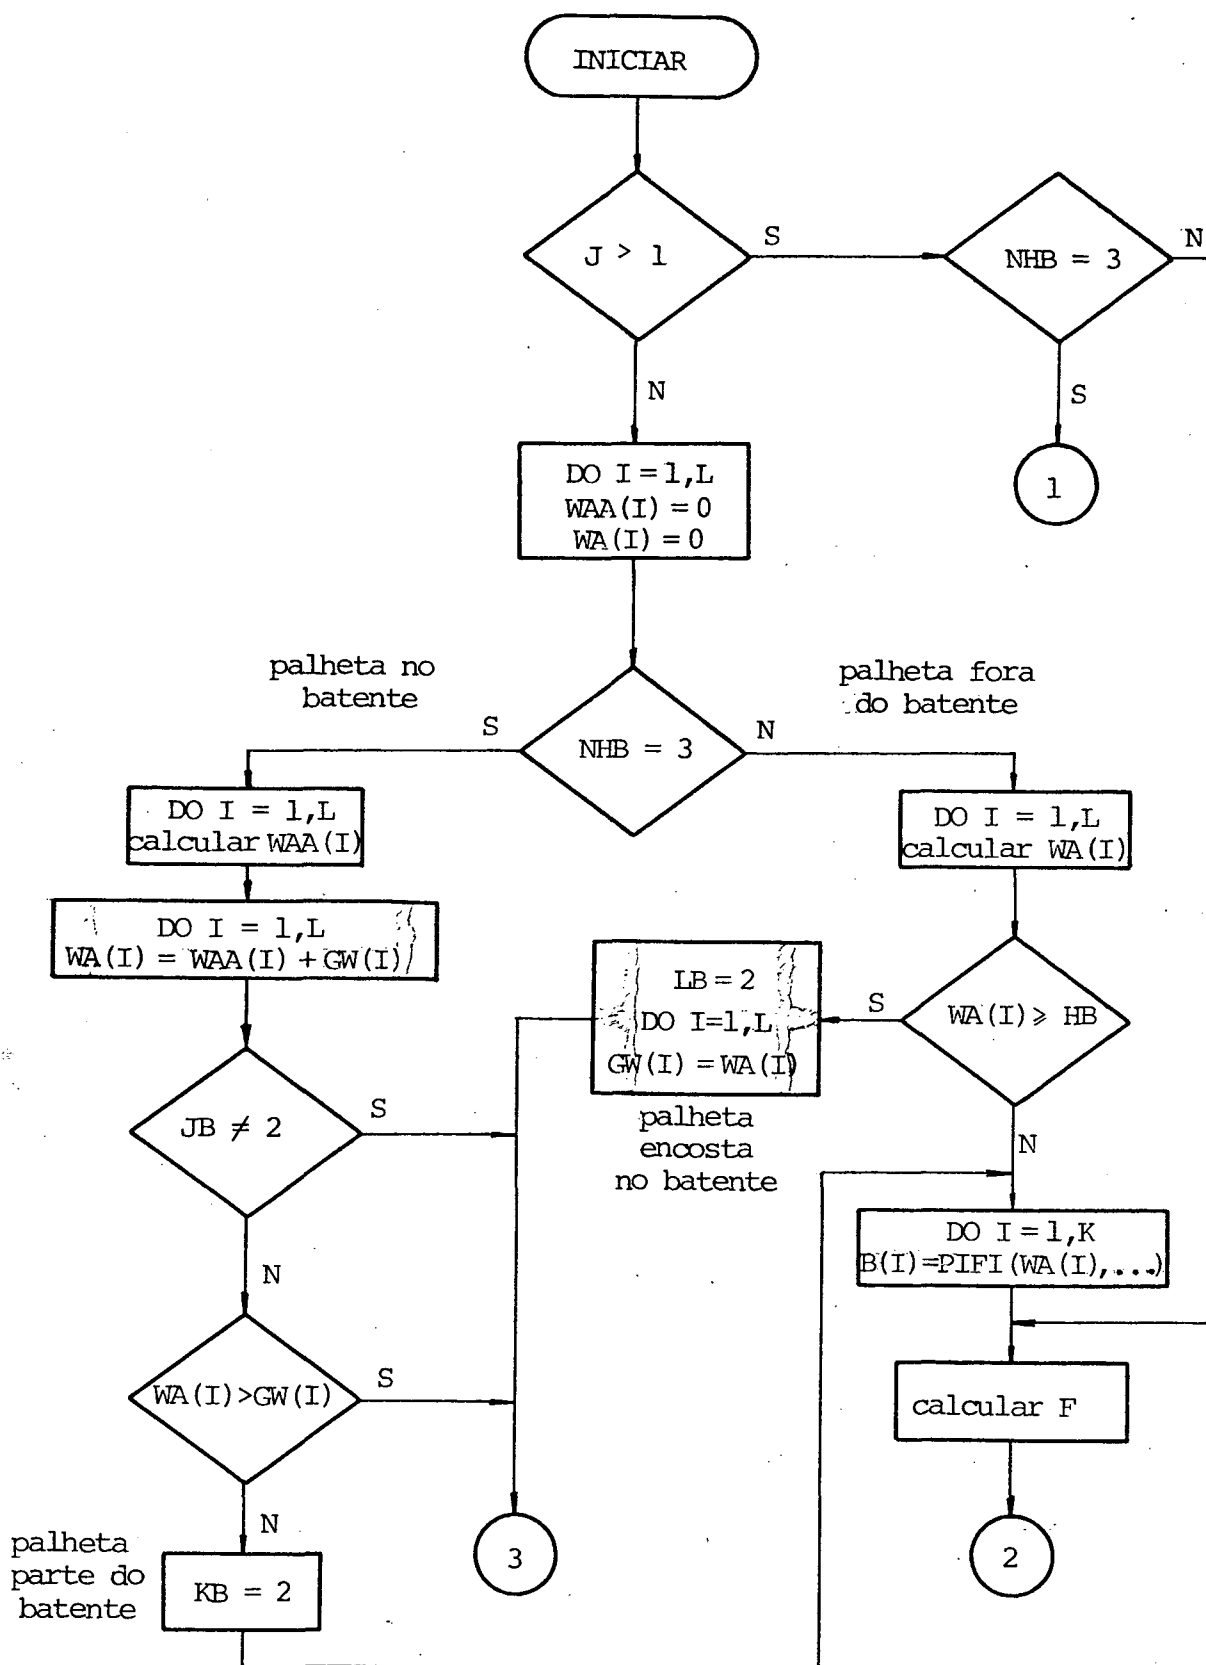 INICIAR
J > 1
S
NHB = 3
N
N
S
DO I = 1,L
WAA(I) = 0
WA(I) = 0
1
palheta no
batente
palheta fora
do batente
S
NHB = 3
N
DO I = 1,L
calcular WAA(I)
DO I = 1,L
calcular WA(I)
DO I = 1,L
WA(I) = WAA(I) + GW(I)
LB = 2
DO I=1,L
GW(I) = WA(I)
S
WA(I) ⩾ HB
palheta
encosta
no batente
JB ≠ 2
S
N
N
DO I = 1,K
B(I)=PIFI(WA(I),...)
WA(I)>GW(I)
S
calcular F
N
palheta
parte do
batente
KB = 2
3
2